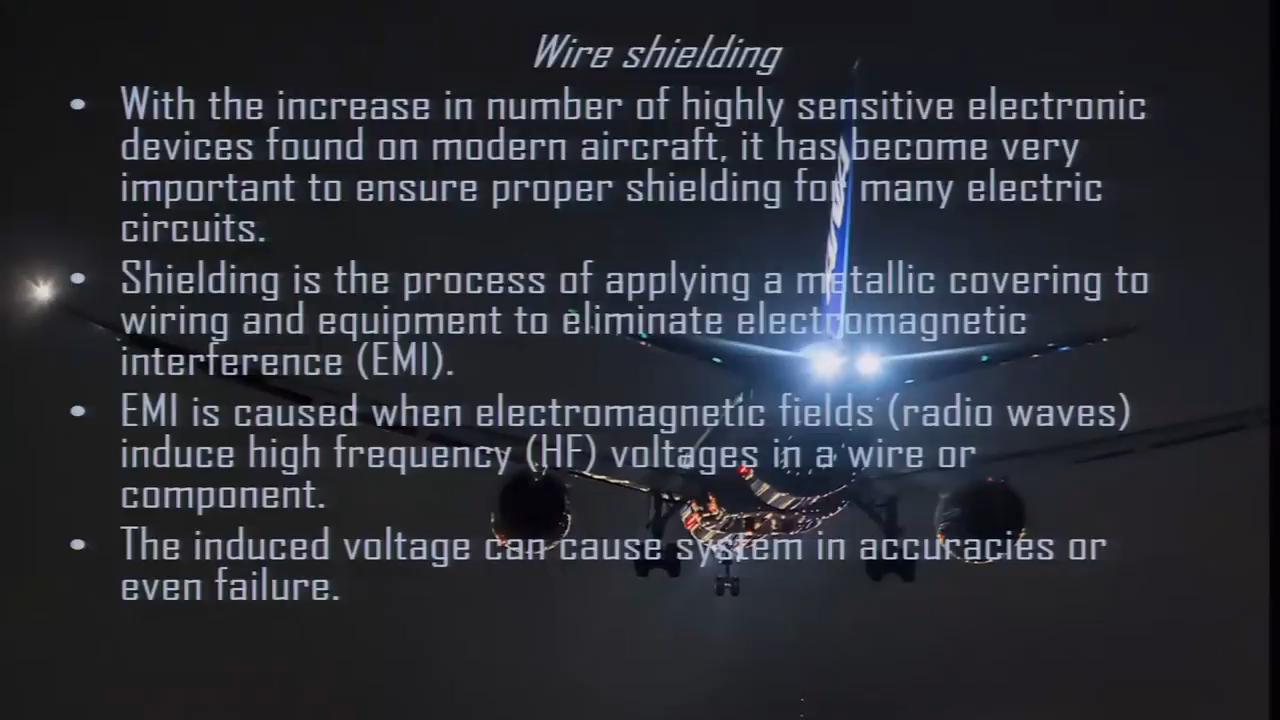 Wire shielding
• With the increase in number of highly sensitive electronic
devices found on modern aircraft, it has become very
important to ensure proper shielding for many electric
circuits.
• Shielding is the process of applying a metallic covering to
wiring and equipment to eliminate electromagnetic
interference (EMI).
• EMI is caused when electromagnetic fields (radio waves)
induce high frequency (HF) voltages in a wire or
component.
• The induced voltage can cause system in accuracies or
even failure.